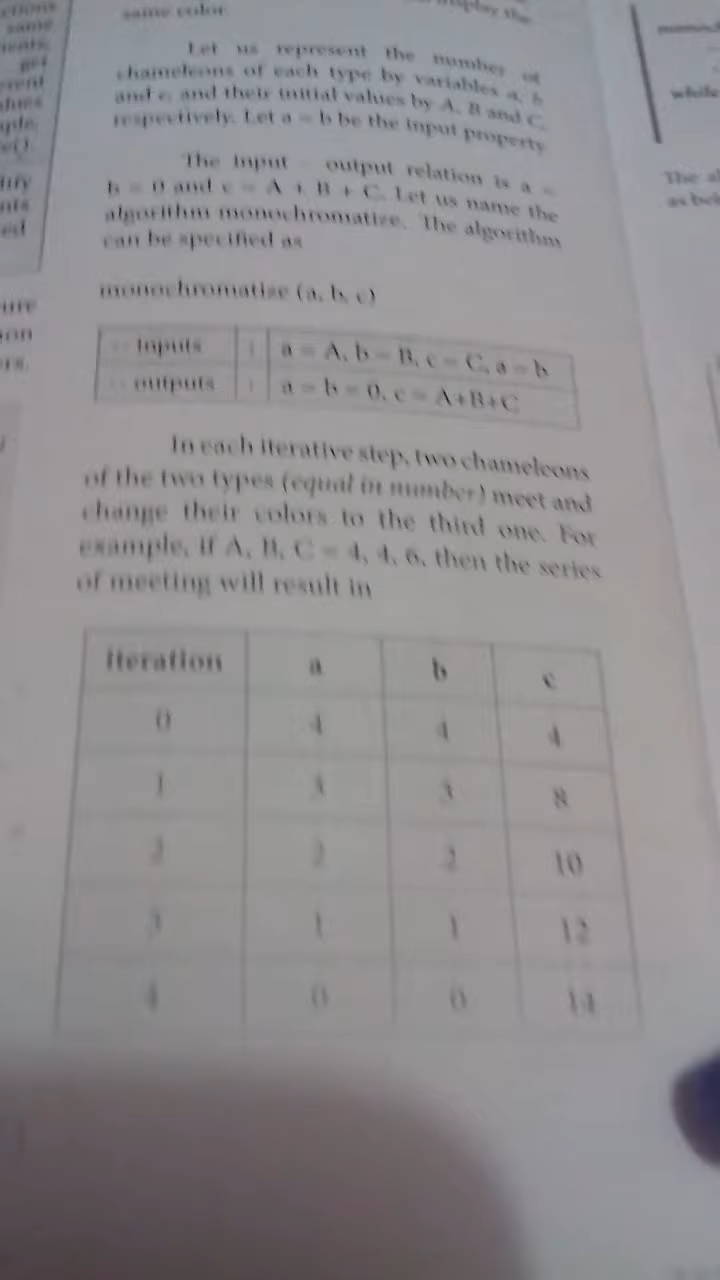 same color
Let us represent the number of
chameleons of each type by variables a, b
and c, and their initial values by A, B and C,
respectively. Let a = b be the input property
The input - output relation is a =
b = 0 and c = A + B + C. Let us name the
algorithm monochromatize. The algorithm
can be specified as
monochromatize (a, b, c)
-- inputs : a = A, b = B, c = C, a = b
-- outputs : a = b = 0, c = A+B+C
In each iterative step, two chameleons
of the two types (equal in number) meet and
change their colors to the third one. For
example, if A, B, C = 4, 4, 6, then the series
of meeting will result in
iteration a b c
0 4 4 4
1 3 3 8
2 2 2 10
3 1 1 12
4 0 0 14
while
The